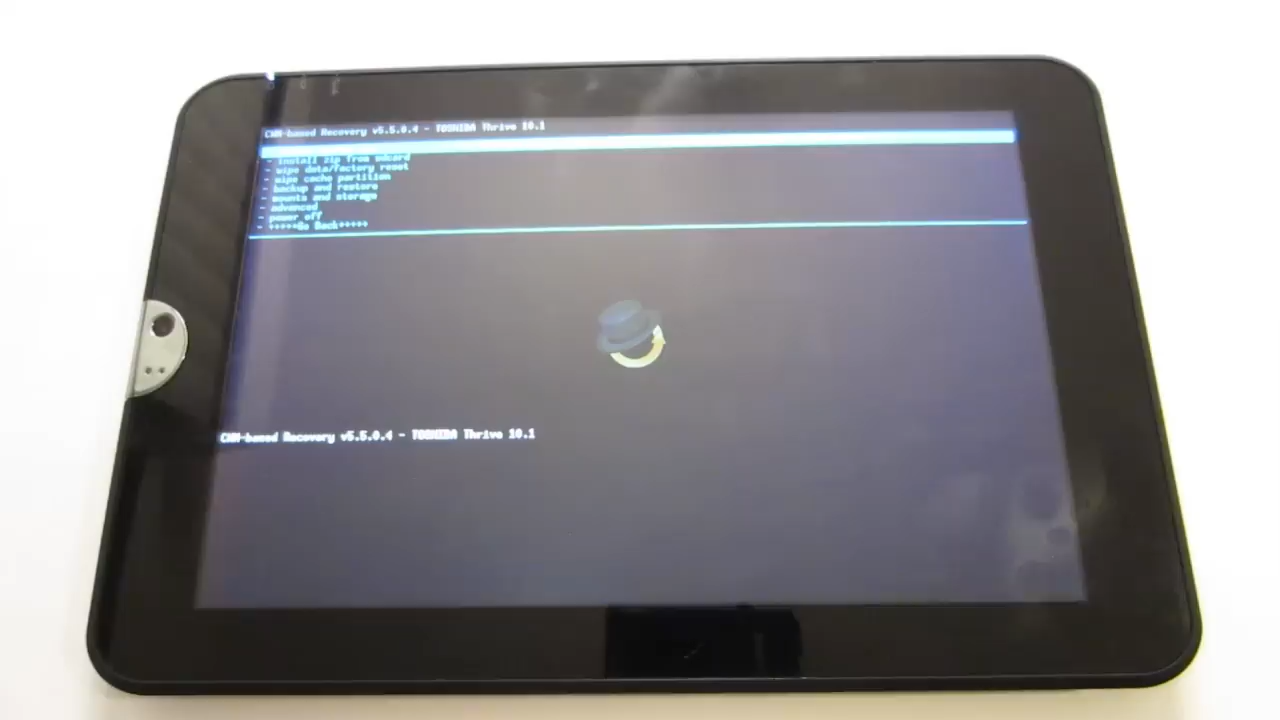 CWM-based Recovery v5.5.0.4 - TOSHIBA Thrive 10.1
- install zip from sdcard
- wipe data/factory reset
- wipe cache partition
- backup and restore
- mounts and storage
- advanced
- power off
- +++++Go Back+++++
CWM-based Recovery v5.5.0.4 - TOSHIBA Thrive 10.1